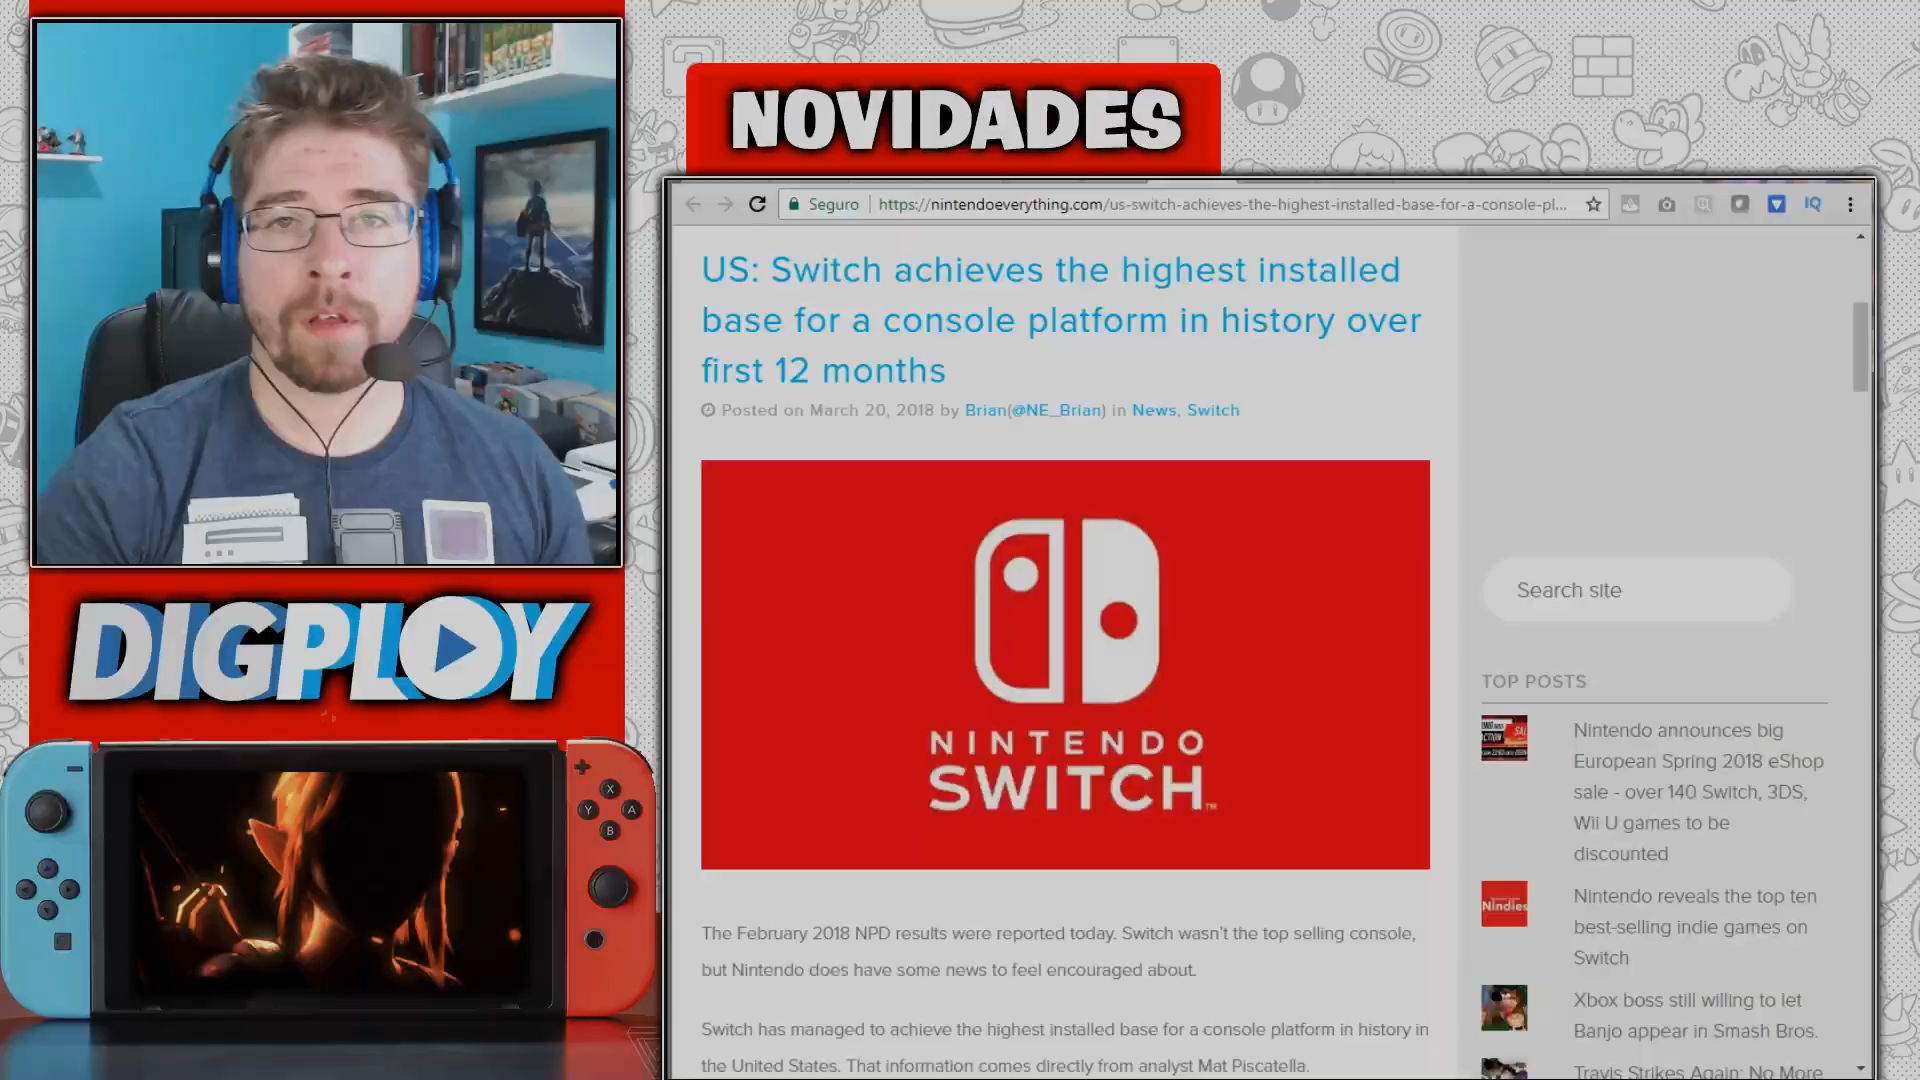 NOVIDADES
Seguro
https://nintendoeverything.com/us-switch-achieves-the-highest-installed-base-for-a-console-pl...
IQ
US: Switch achieves the highest installed
base for a console platform in history over
first 12 months
Posted on March 20, 2018 by Brian(@NE_Brian) in News, Switch
NINTENDO
SWITCH
TM
The February 2018 NPD results were reported today. Switch wasn't the top selling console,
but Nintendo does have some news to feel encouraged about.
Switch has managed to achieve the highest installed base for a console platform in history in
the United States. That information comes directly from analyst Mat Piscatella.
Search site
TOP POSTS
Nintendo announces big
European Spring 2018 eShop
sale - over 140 Switch, 3DS,
Wii U games to be
discounted
Nindies
Nintendo reveals the top ten
best-selling indie games on
Switch
Xbox boss still willing to let
Banjo appear in Smash Bros.
Travis Strikes Again: No More
DIGPLOY
X
Y
A
B